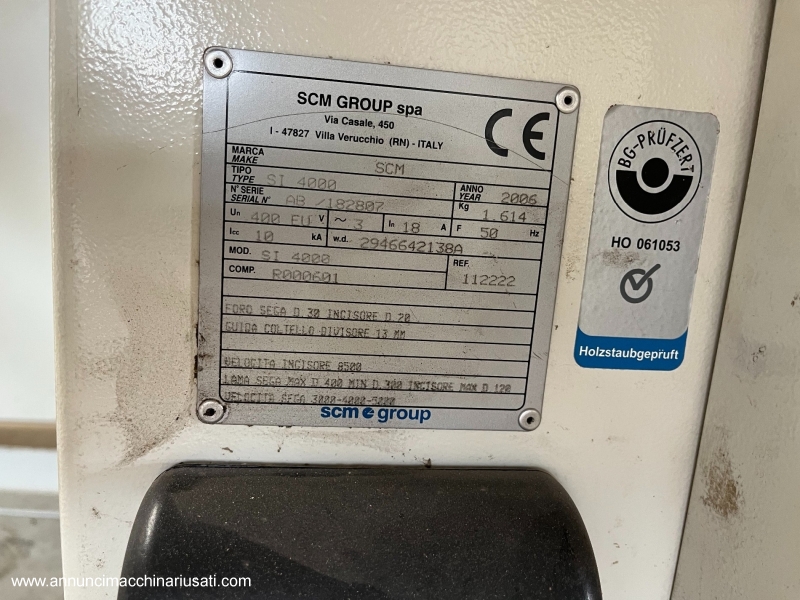 SCM GROUP spa
Via Casale, 450
I - 47827 Villa Verucchio (RN) - ITALY
CE
MARCA
MAKE SCM
TIPO
TYPE SI 4000
ANNO
YEAR 2006
N° SERIE
SERIAL N° AB /182807
Kg 1.614
Un 400 EU V ~ 3 In 18 A F 50 Hz
Icc 10 kA w.d. 2946642138A
MOD. SI 4000
REF. 112222
COMP. R000601
FORO SEGA D.30 INCISORE D.20
GUIDA COLTELLO DIVISORE 13 MM
VELOCITA INCISORE 8500
LAMA SEGA MAX D 400 MIN D.300 INCISORE MAX D 120
VELOCITA SEGA 3000-4000-5000
scm group
BG-PRÜFZERT
HO 061053
Holzstaubgeprüft
www.annuncimacchinariusati.com